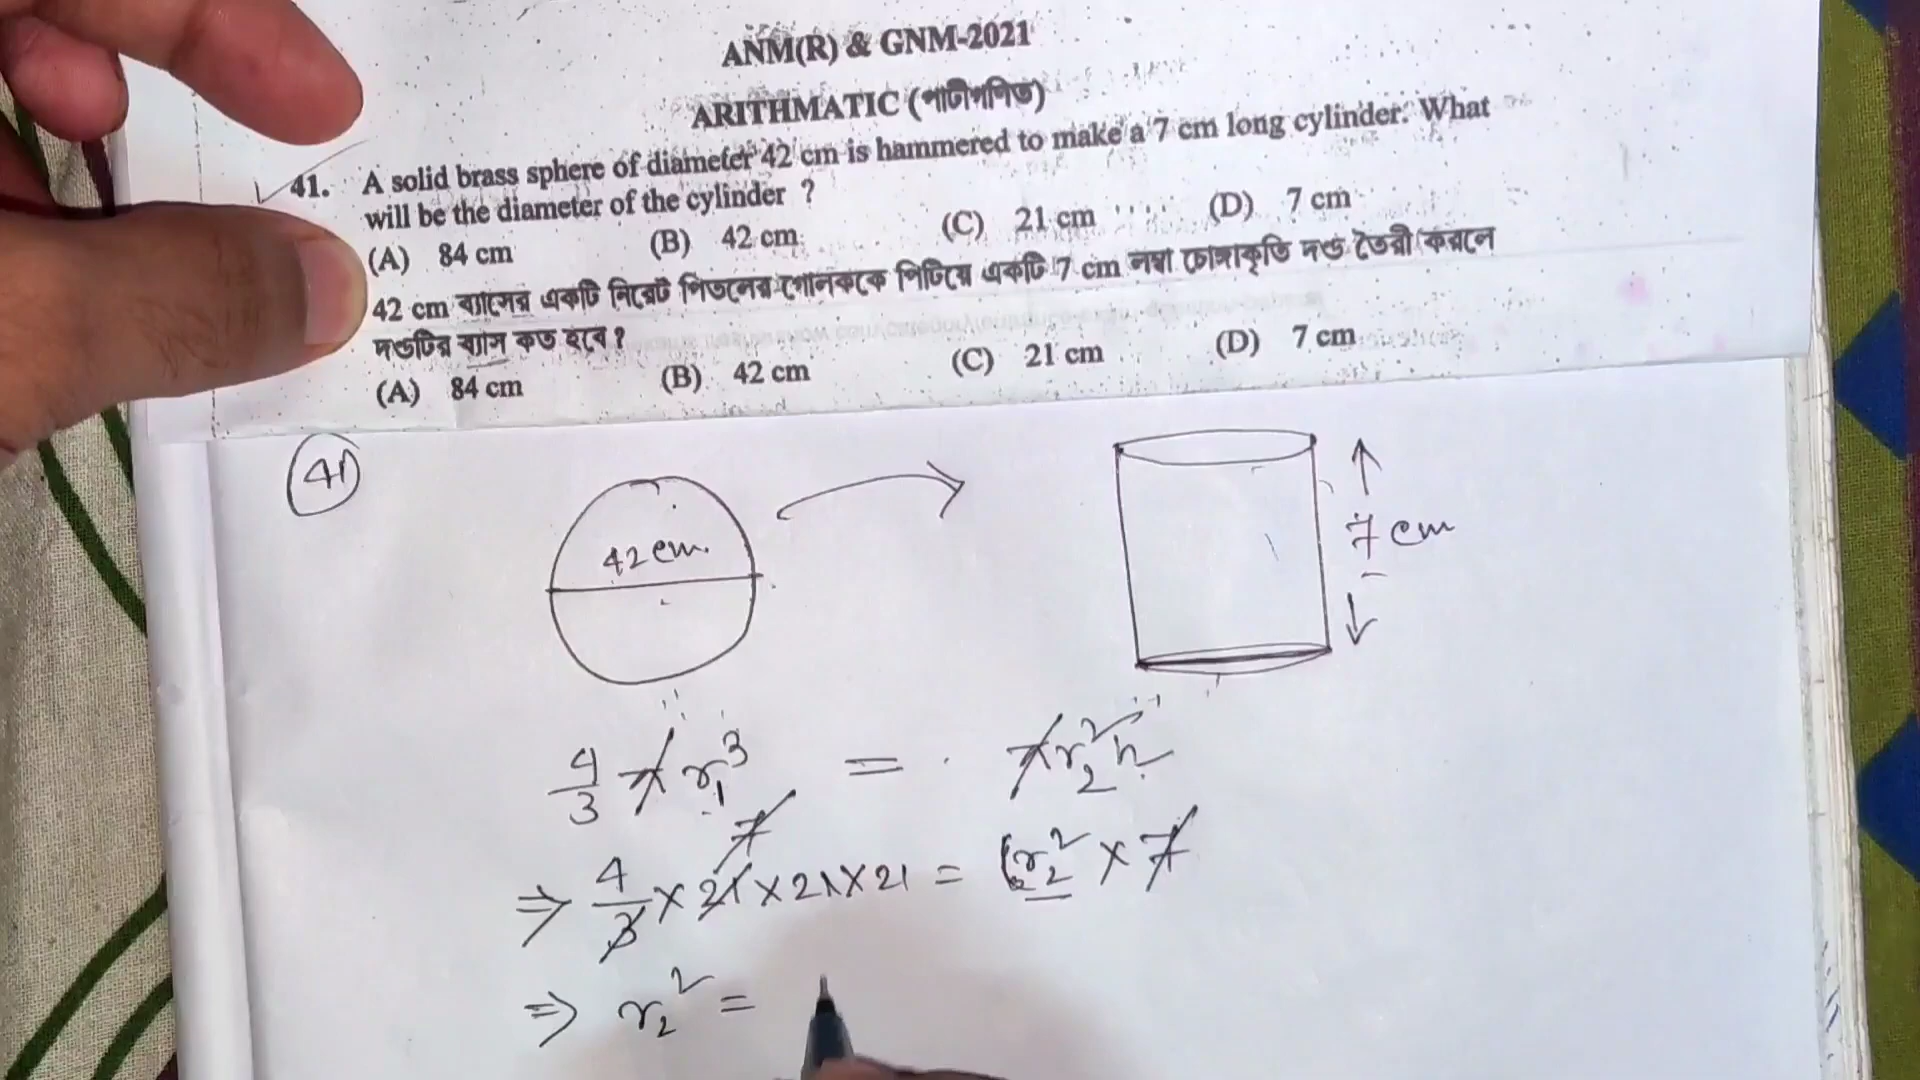 ANM(R) & GNM-2021
ARITHMATIC (পাটীগণিত)
41. A solid brass sphere of diameter 42 cm is hammered to make a 7 cm long cylinder. What
will be the diameter of the cylinder ?
(A) 84 cm (B) 42 cm (C) 21 cm (D) 7 cm
42 cm ব্যাসের একটি নিরেট পিতলের গোলককে পিটিয়ে একটি 7 cm লম্বা চোঙ্গাকৃতি দণ্ড তৈরী করলে
দণ্ডটির ব্যাস কত হবে ?
(A) 84 cm (B) 42 cm (C) 21 cm (D) 7 cm
41
42 cm.
7 cm
4/3 π r₁³ = π r₂² h
7
⇒ 4/3 × 21 × 21 × 21 = r₂² × 7
⇒ r₂² =